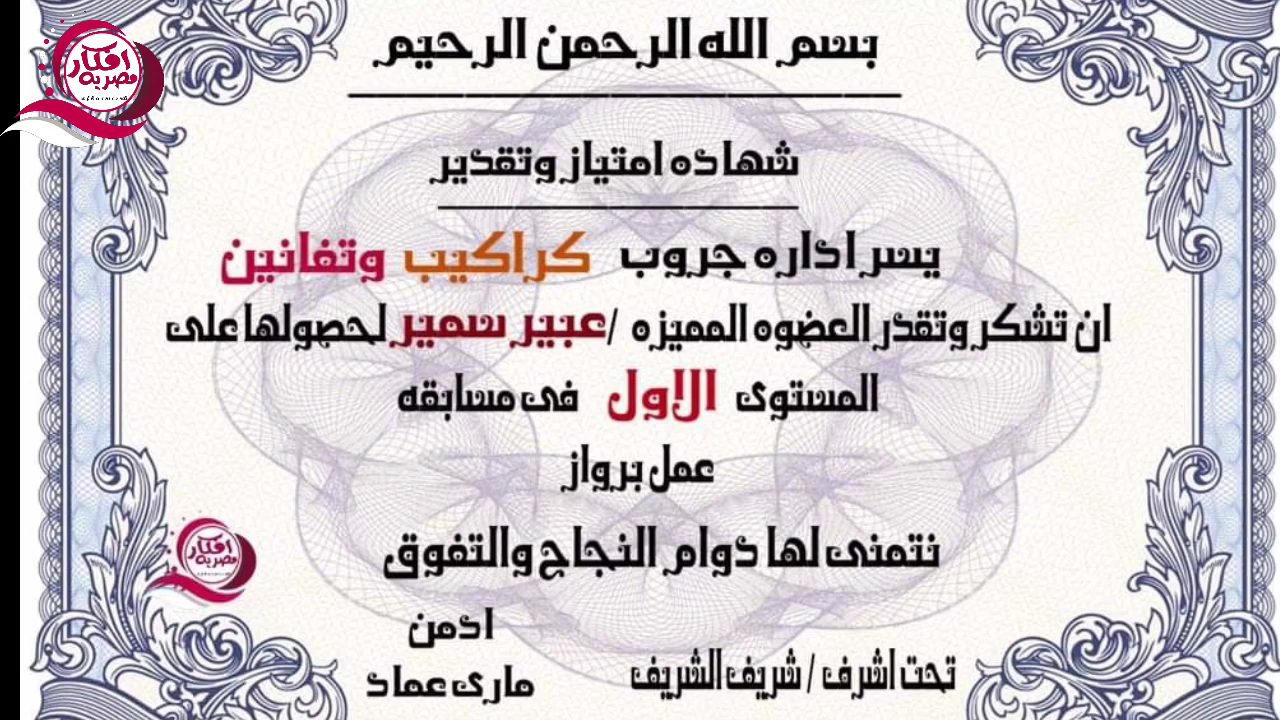 افكار
مصرية
بسم الله الرحمن الرحيم
شهاده امتياز وتقدير
يسر اداره جروب كراكيب وتفانين
ان تشكر وتقدر العضوه المميزه / عبير سمير لحصولها على
المستوى الاول فى مسابقه
عمل برواز
نتمنى لها دوام النجاح والتفوق
افكار
مصرية
ادمن
تحت اشرف / شريف الشريف
مارى عماد